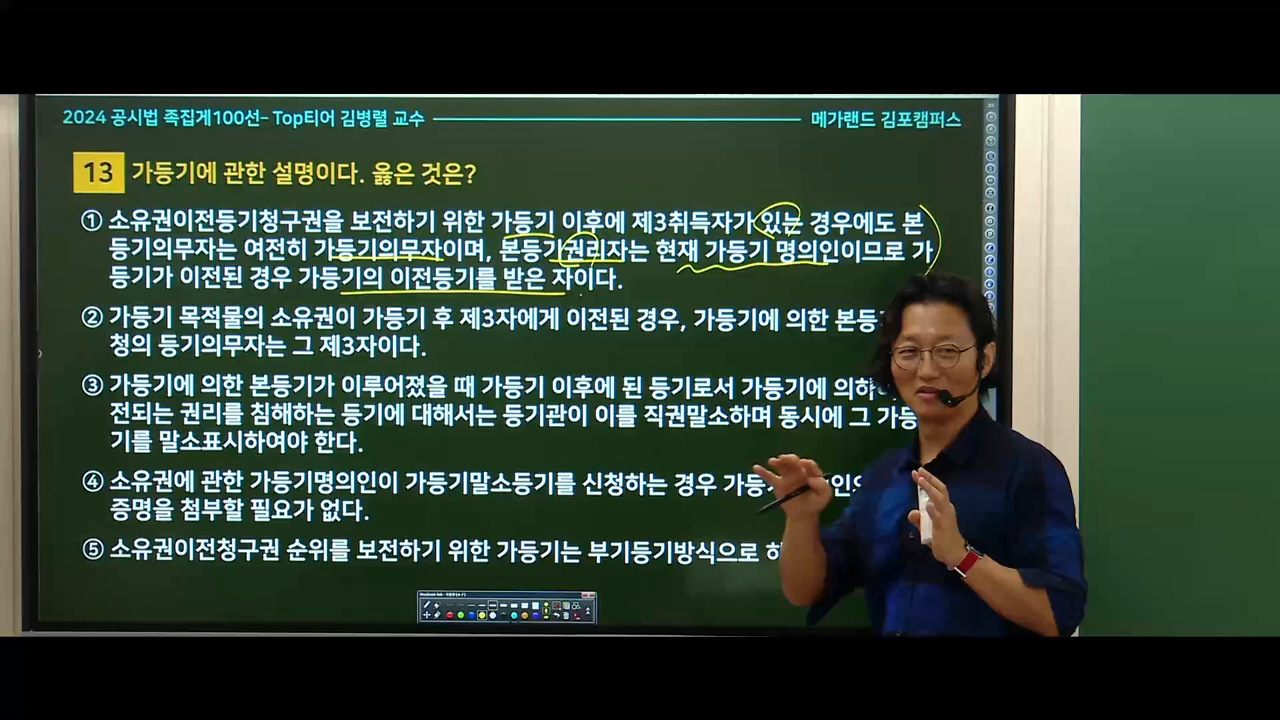 2024 공시법 족집게100선– Top티어 김병렬 교수
메가랜드 김포캠퍼스
13 가등기에 관한 설명이다. 옳은 것은?
① 소유권이전등기청구권을 보전하기 위한 가등기 이후에 제3취득자가 있는 경우에도 본
등기의무자는 여전히 가등기의무자이며, 본등기권리자는 현재 가등기 명의인이므로 가
등기가 이전된 경우 가등기의 이전등기를 받은 자이다.
② 가등기 목적물의 소유권이 가등기 후 제3자에게 이전된 경우, 가등기에 의한 본등
청의 등기의무자는 그 제3자이다.
③ 가등기에 의한 본등기가 이루어졌을 때 가등기 이후에 된 등기로서 가등기에 의하
전되는 권리를 침해하는 등기에 대해서는 등기관이 이를 직권말소하며 동시에 그 가등
기를 말소표시하여야 한다.
④ 소유권에 관한 가등기명의인이 가등기말소등기를 신청하는 경우 가등
증명을 첨부할 필요가 없다.
⑤ 소유권이전청구권 순위를 보전하기 위한 가등기는 부기등기방식으로